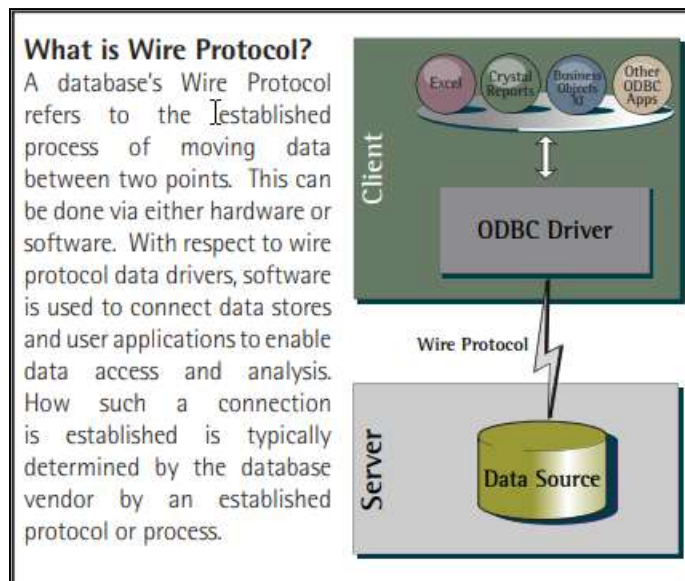 What is Wire Protocol?
A database's Wire Protocol
refers to the established
process of moving data
between two points. This can
be done via either hardware or
software. With respect to wire
protocol data drivers, software
is used to connect data stores
and user applications to enable
data access and analysis.
How such a connection
is established is typically
determined by the database
vendor by an established
protocol or process.
Client
Excel
Crystal
Reports
Business
Objects
XI
Other
ODBC
Apps
ODBC Driver
Wire Protocol
Server
Data Source